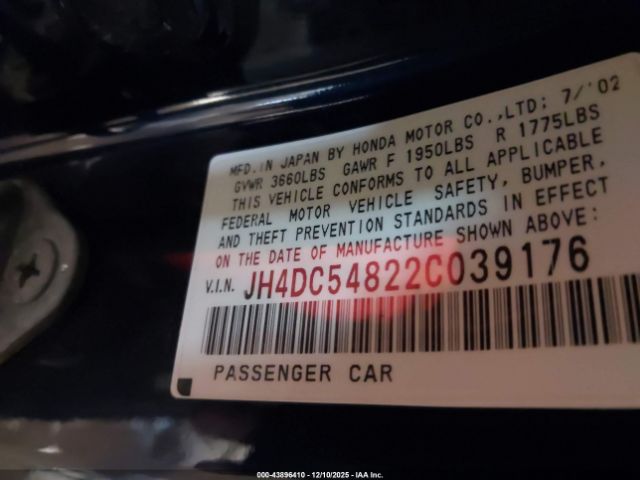 MFD. IN JAPAN BY HONDA MOTOR CO.,LTD: 7/'02
GVWR 3660LBS GAWR F 1950LBS R 1775LBS
THIS VEHICLE CONFORMS TO ALL APPLICABLE
FEDERAL MOTOR VEHICLE SAFETY, BUMPER,
AND THEFT PREVENTION STANDARDS IN EFFECT
ON THE DATE OF MANUFACTURE SHOWN ABOVE:
V.I.N. JH4DC54822C039176
PASSENGER CAR
000-43896410 - 12/10/2025 - IAA Inc.